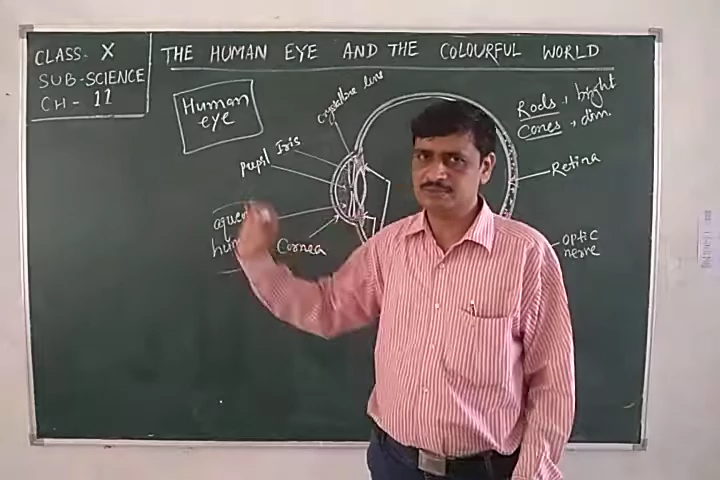 CLASS- X
SUB-SCIENCE
CH- 11
THE HUMAN EYE AND THE COLOURFUL WORLD
Human
eye
Crystalline line
Rods → bright
Cones → dim.
Iris
Pupil
Retina
Cornea
optic
nerve